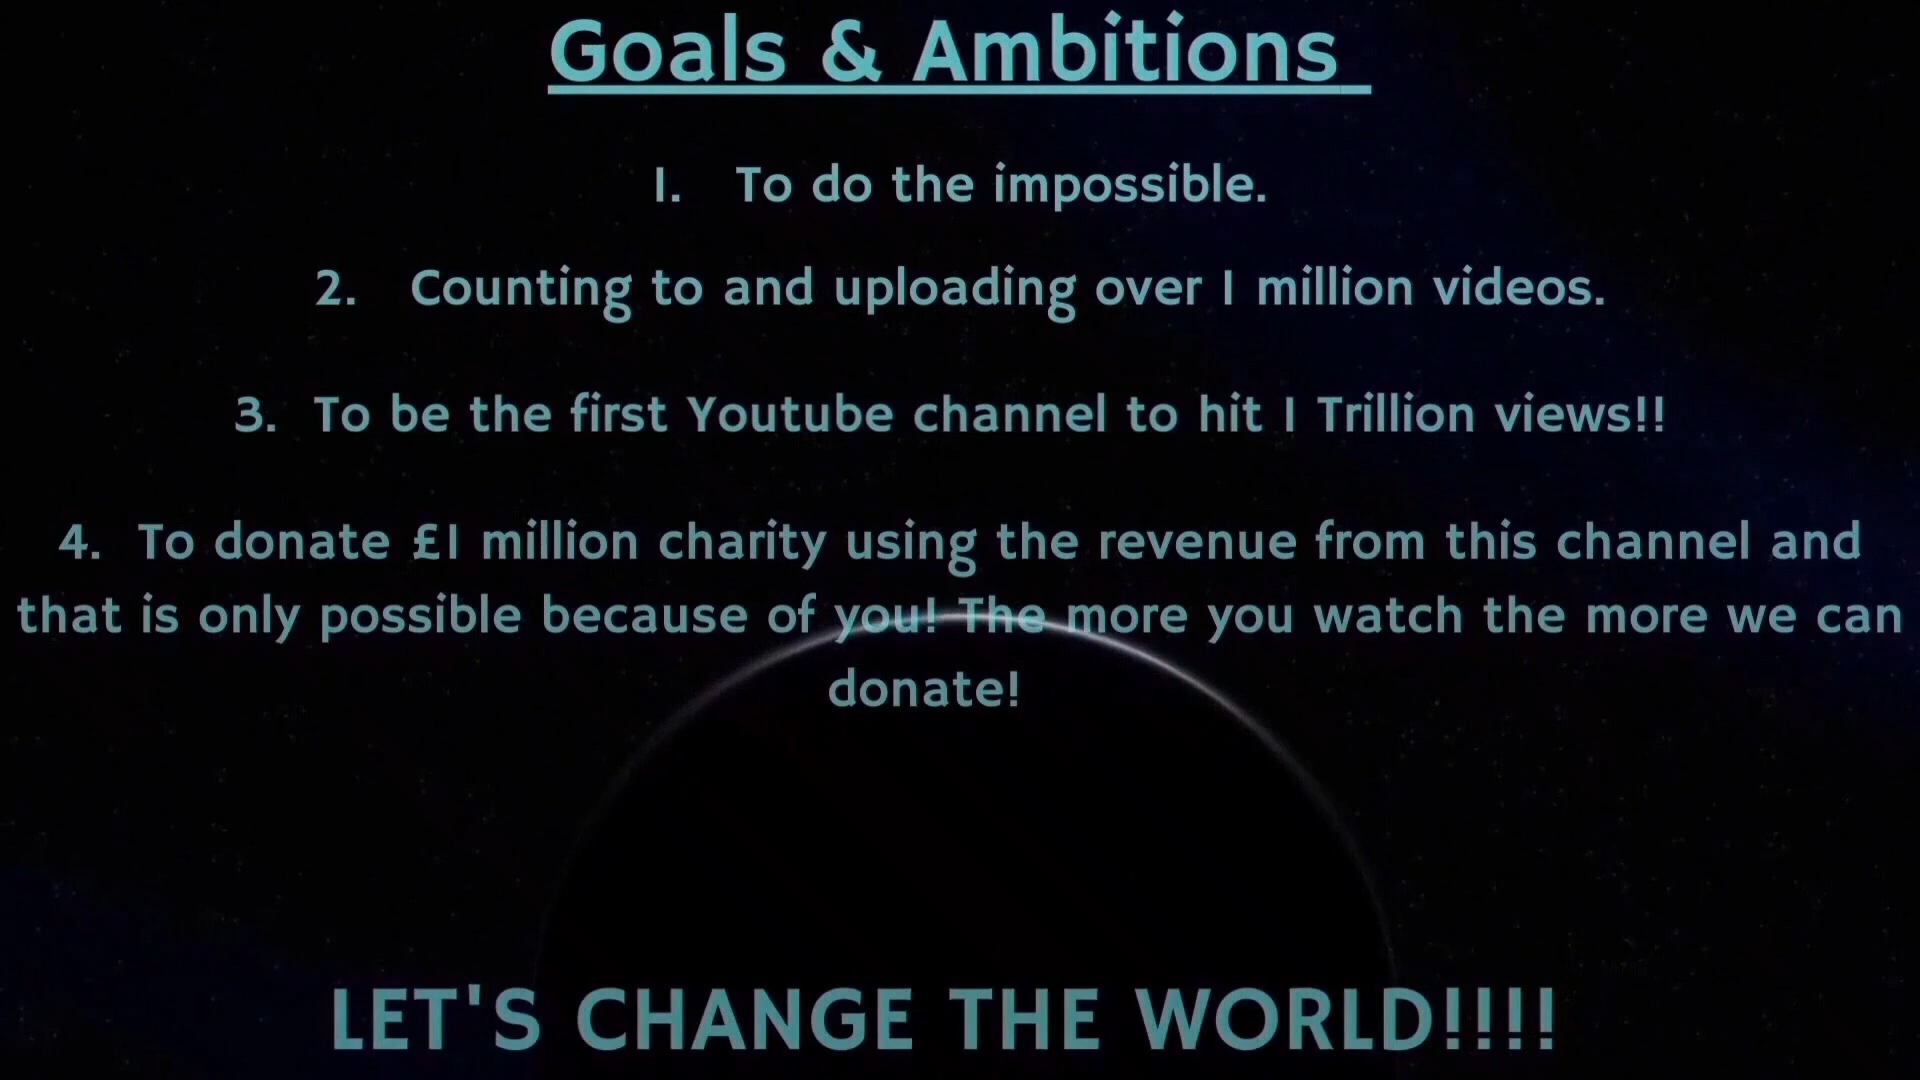 Goals & Ambitions
1. To do the impossible.
2. Counting to and uploading over 1 million videos.
3. To be the first Youtube channel to hit 1 Trillion views!!
4. To donate £1 million charity using the revenue from this channel and
that is only possible because of you! The more you watch the more we can
donate!
LET'S CHANGE THE WORLD!!!!